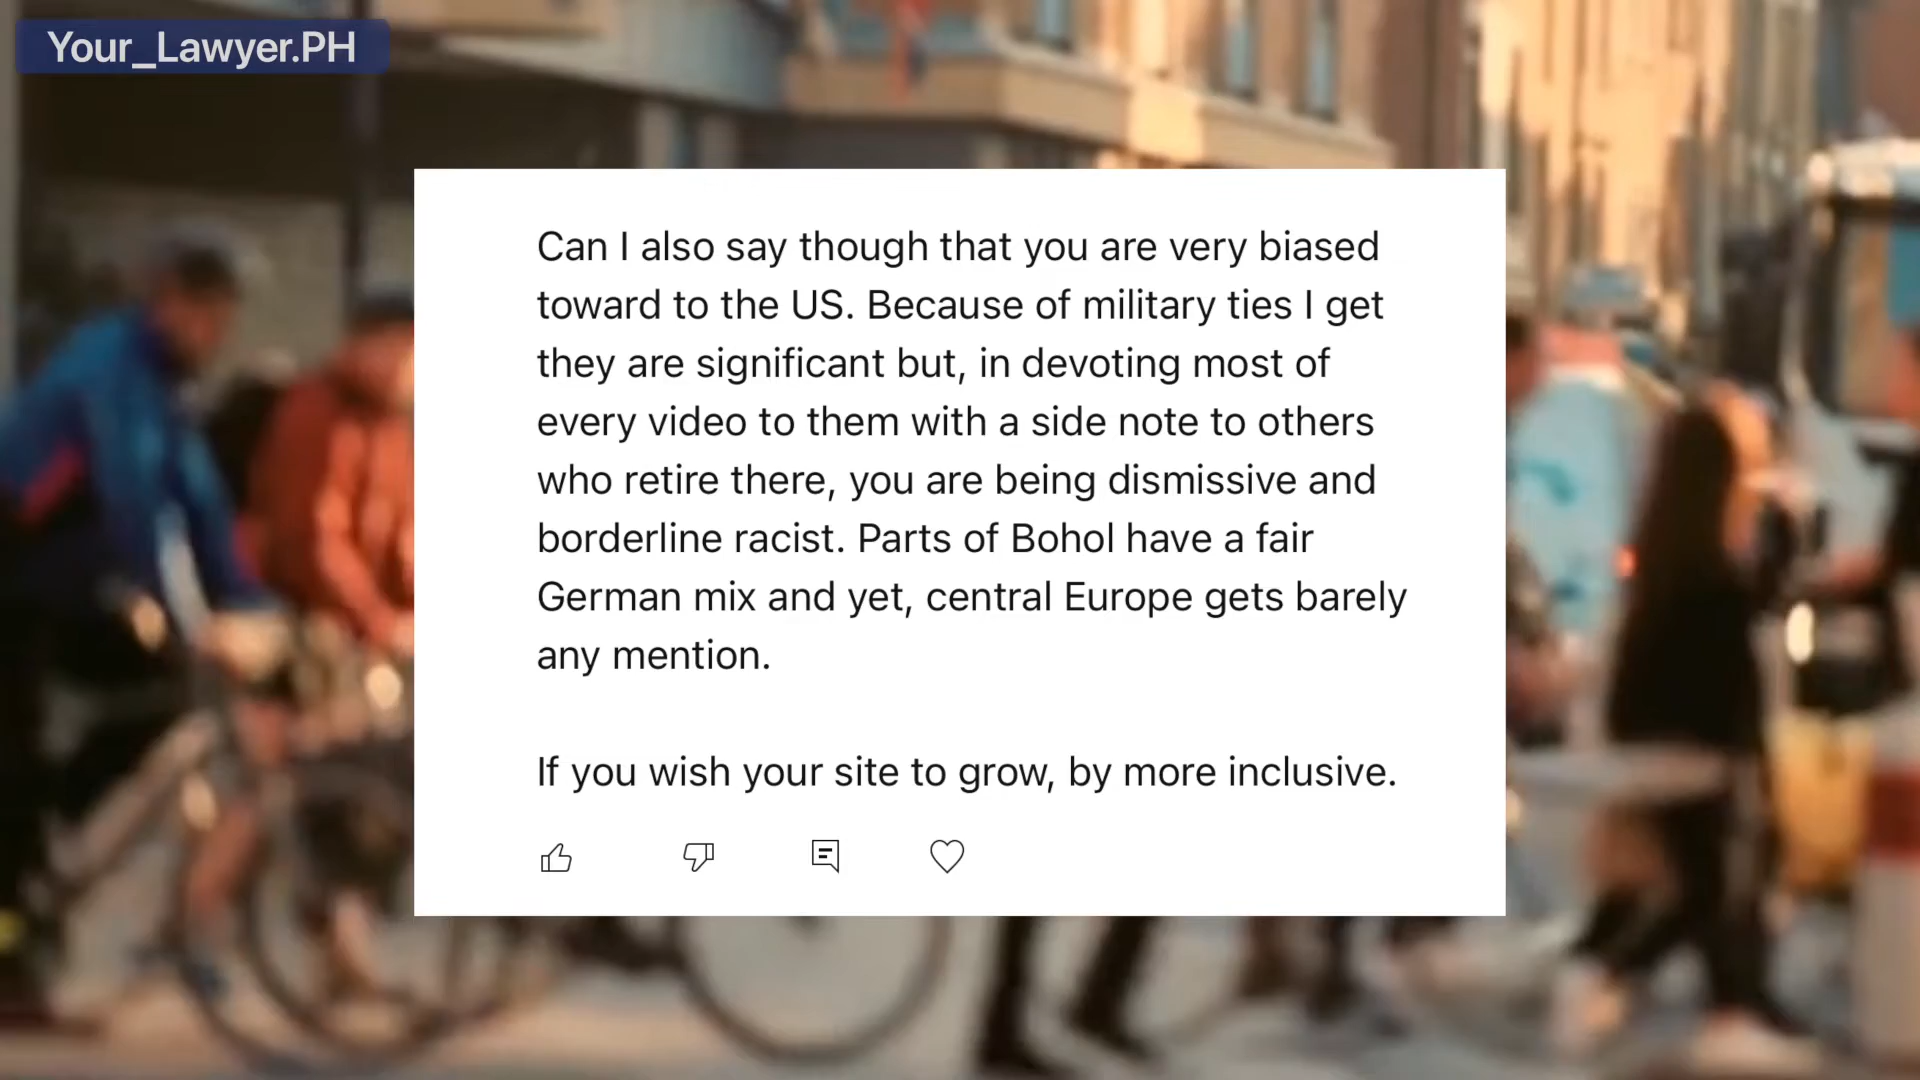 Your_Lawyer.PH
Can I also say though that you are very biased
toward to the US. Because of military ties I get
they are significant but, in devoting most of
every video to them with a side note to others
who retire there, you are being dismissive and
borderline racist. Parts of Bohol have a fair
German mix and yet, central Europe gets barely
any mention.
If you wish your site to grow, by more inclusive.